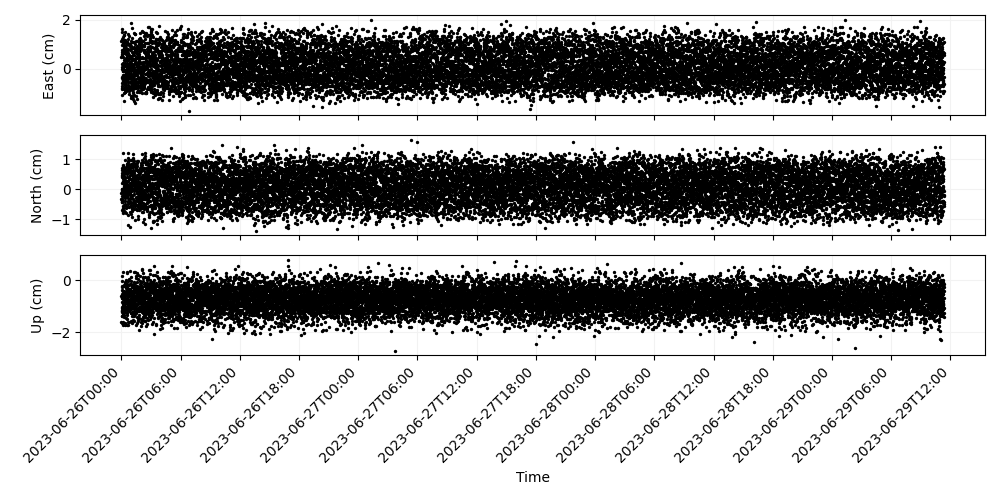 East (cm)
2
0
North (cm)
1
0
−1
Up (cm)
0
−2
2023-06-26T00:00
2023-06-26T06:00
2023-06-26T12:00
2023-06-26T18:00
2023-06-27T00:00
2023-06-27T06:00
2023-06-27T12:00
2023-06-27T18:00
2023-06-28T00:00
2023-06-28T06:00
2023-06-28T12:00
2023-06-28T18:00
2023-06-29T00:00
2023-06-29T06:00
2023-06-29T12:00
Time